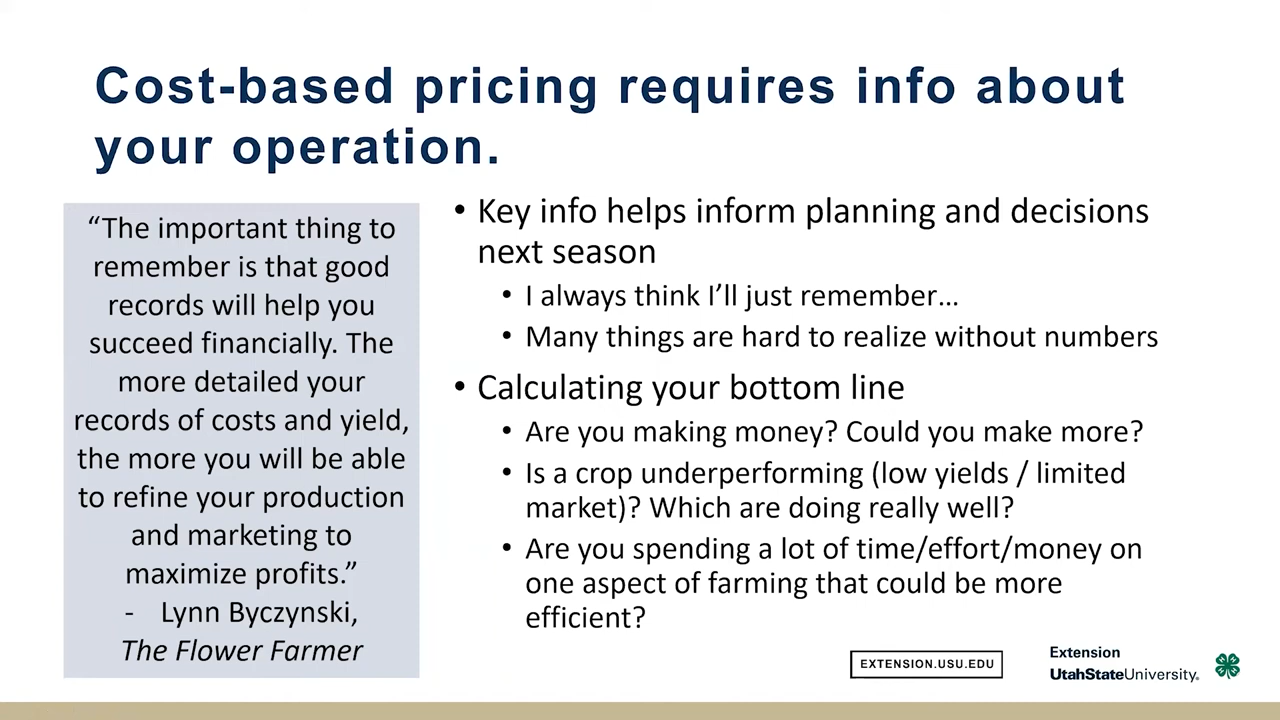 Cost-based pricing requires info about
your operation.
“The important thing to
remember is that good
records will help you
succeed financially. The
more detailed your
records of costs and yield,
the more you will be able
to refine your production
and marketing to
maximize profits.”
- Lynn Byczynski,
The Flower Farmer
• Key info helps inform planning and decisions
next season
• I always think I’ll just remember…
• Many things are hard to realize without numbers
• Calculating your bottom line
• Are you making money? Could you make more?
• Is a crop underperforming (low yields / limited
market)? Which are doing really well?
• Are you spending a lot of time/effort/money on
one aspect of farming that could be more
efficient?
EXTENSION.USU.EDU
Extension
UtahStateUniversity®